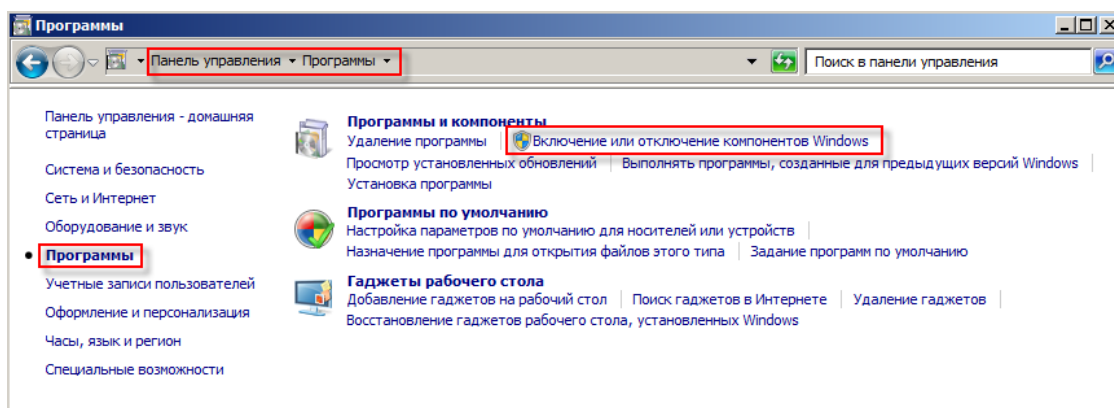 Программы
Панель управления Программы
Поиск в панели управления
Панель управления - домашняя
страница
Система и безопасность
Сеть и Интернет
Оборудование и звук
Программы
Учетные записи пользователей
Оформление и персонализация
Часы, язык и регион
Специальные возможности
Программы и компоненты
Удаление программы Включение или отключение компонентов Windows
Просмотр установленных обновлений Выполнять программы, созданные для предыдущих версий Windows
Установка программы
Программы по умолчанию
Настройка параметров по умолчанию для носителей или устройств
Назначение программы для открытия файлов этого типа Задание программ по умолчанию
Гаджеты рабочего стола
Добавление гаджетов на рабочий стол Поиск гаджетов в Интернете Удаление гаджетов
Восстановление гаджетов рабочего стола, установленных Windows